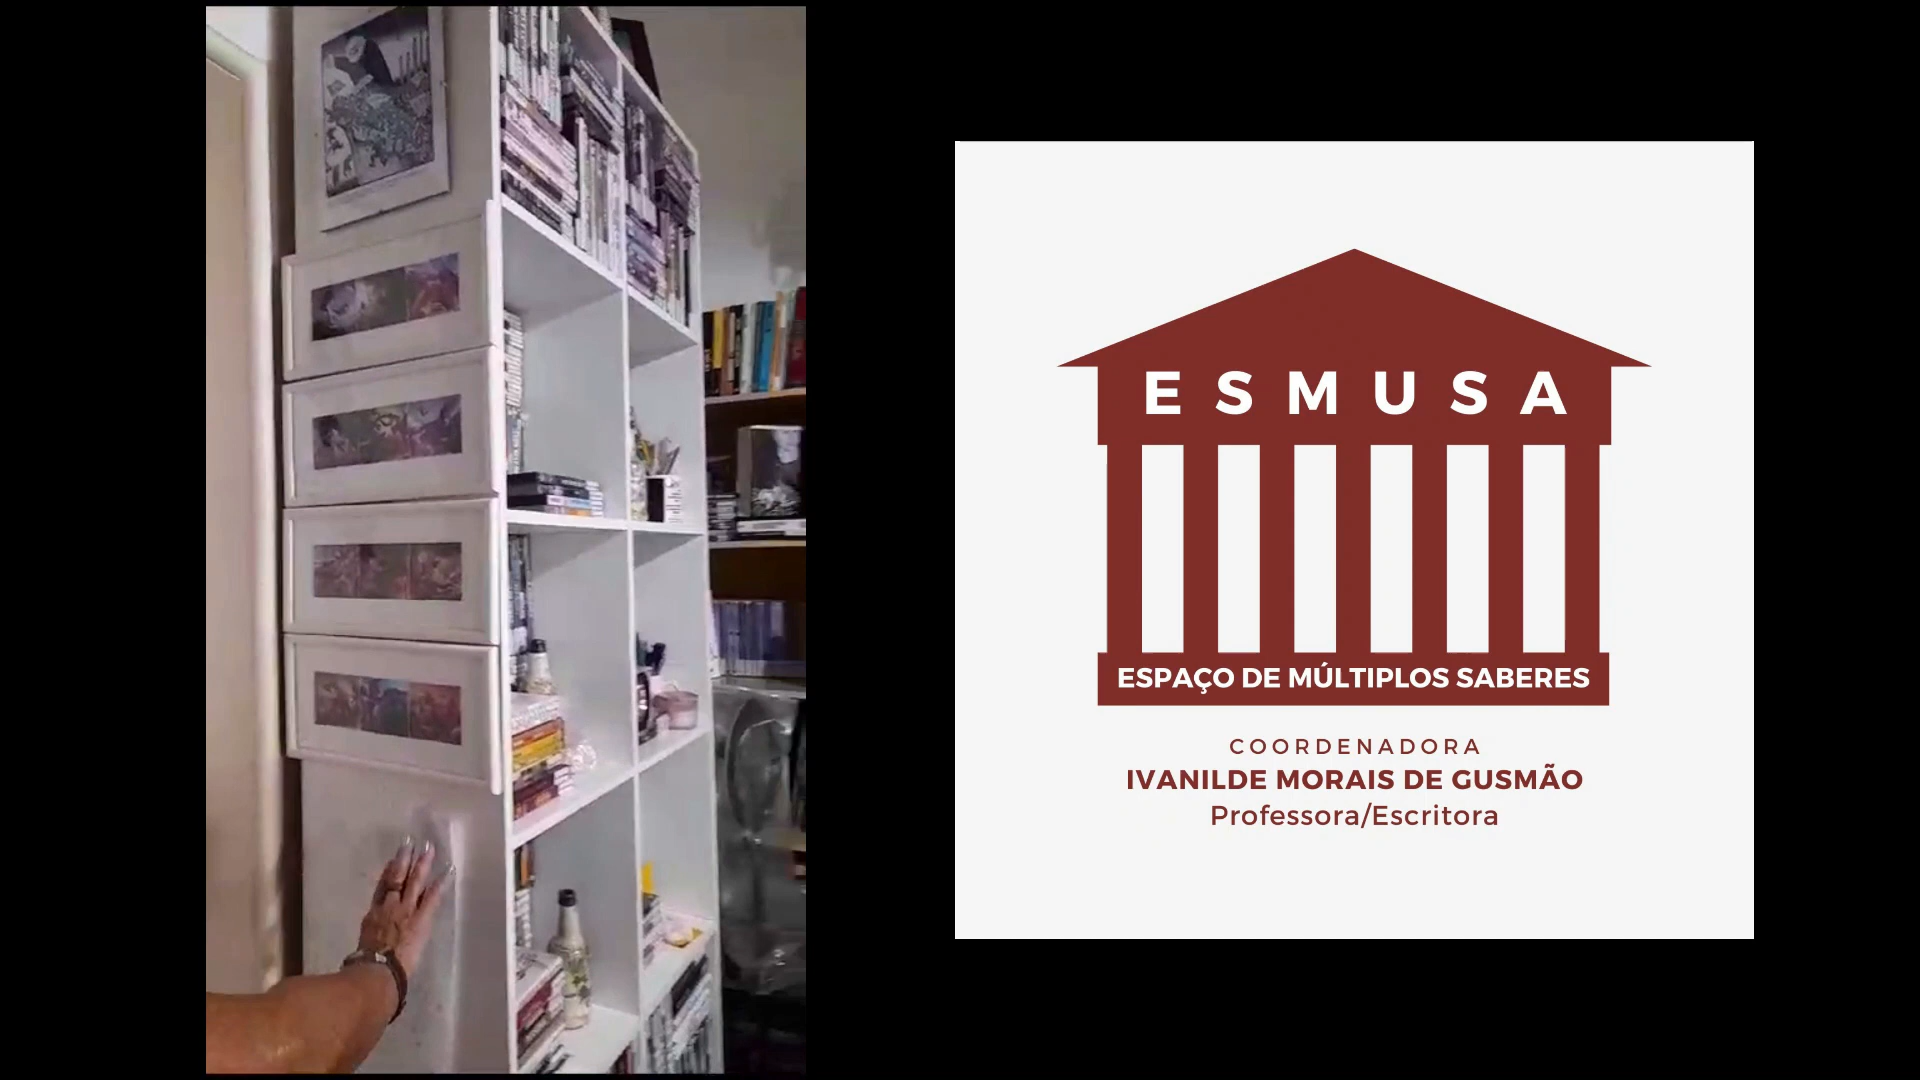 ESMUSA
ESPAÇO DE MÚLTIPLOS SABERES
COORDENADORA
IVANILDE MORAIS DE GUSMÃO
Professora/Escritora